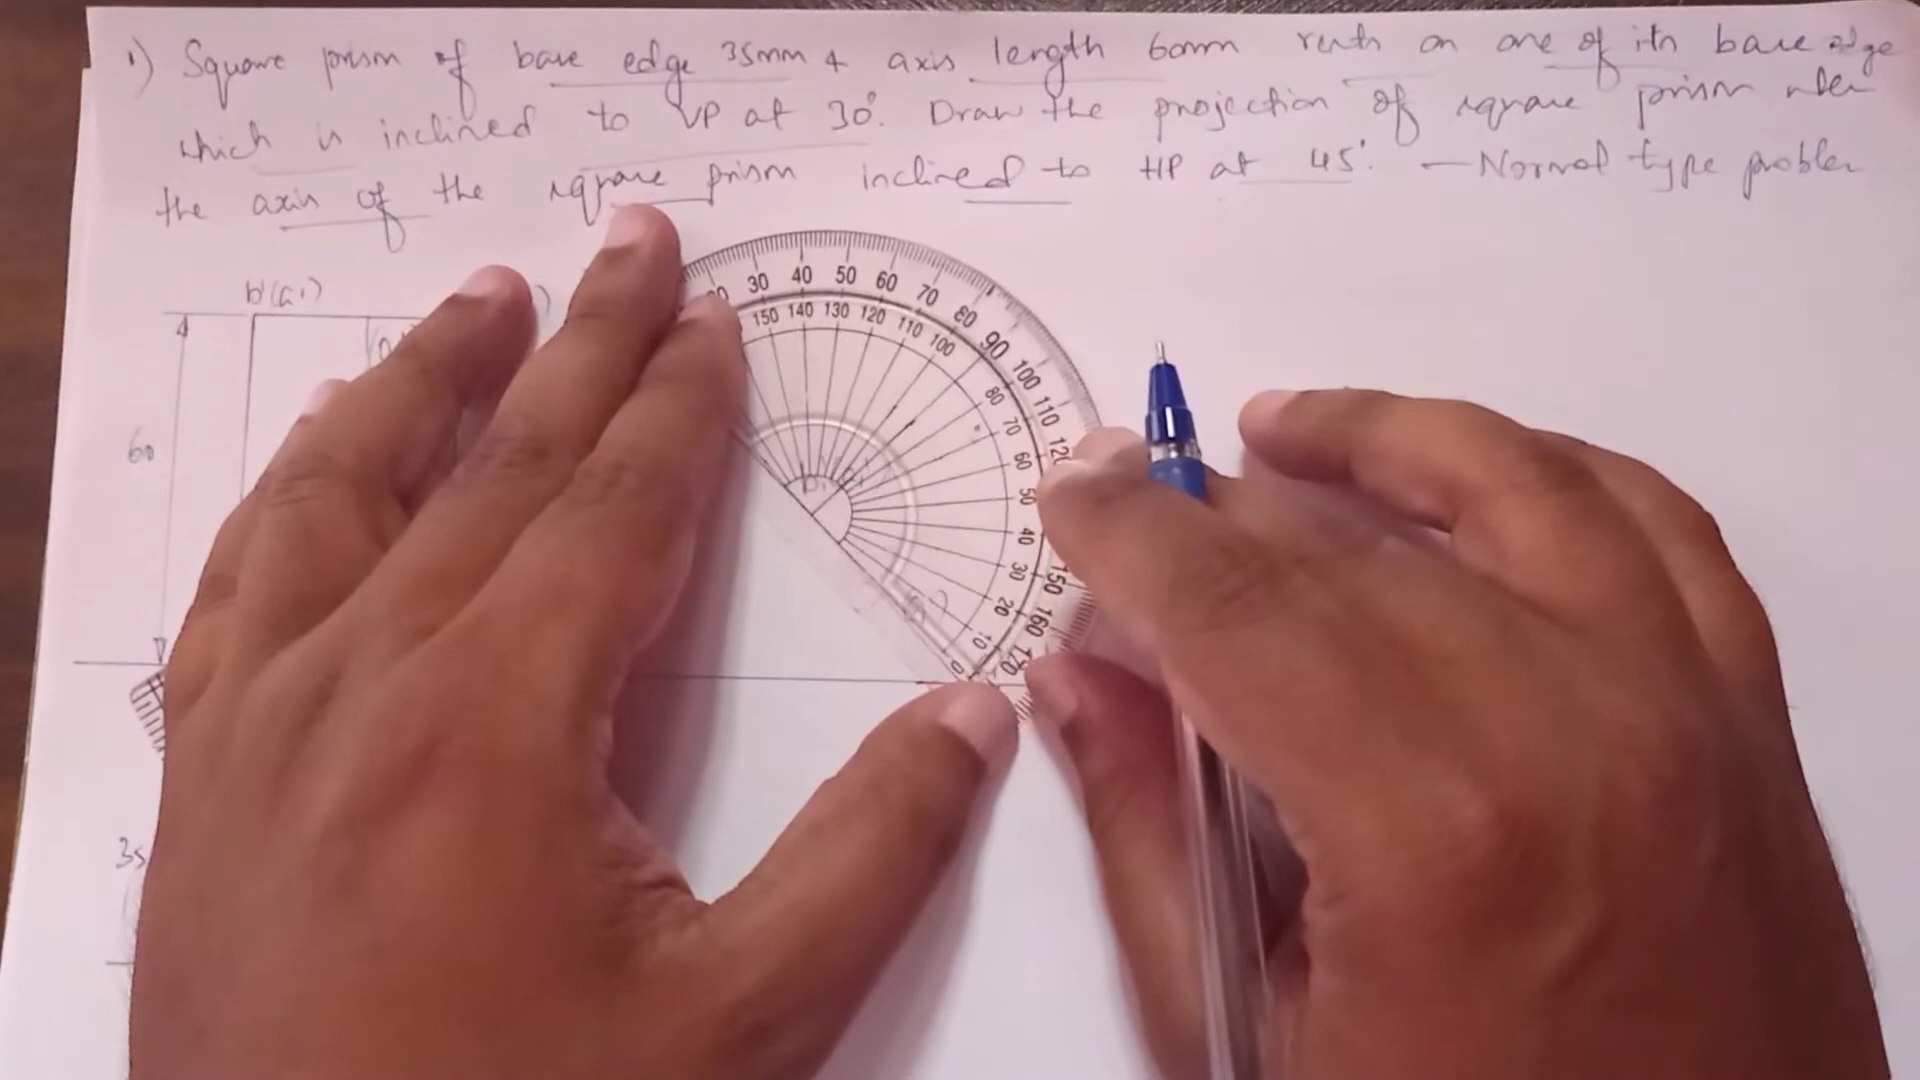 1) Square prism of base edge 35mm & axis length 60mm rests on one of its base edge
which is inclined to VP at 30°. Draw the projection of square prism when
the axis of the square prism inclined to HP at 45°. — Normal type problem
b'(a')
30 40 50 60 70 80 90 100 110 120 150 160 170
150 140 130 120 110 100 80 70 60 50 40 30 20 10 0
60
35